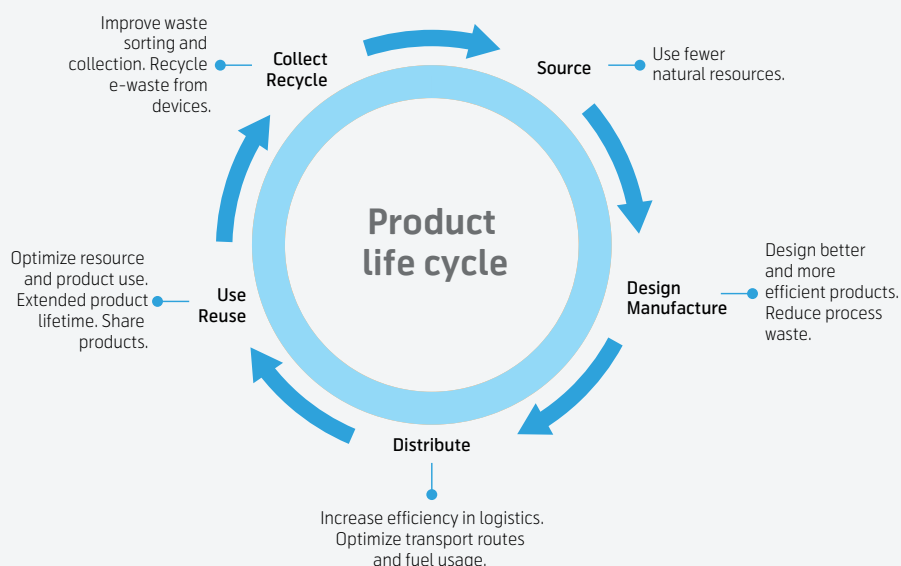 Product
life cycle
Source
Use fewer
natural resources.
Design
Manufacture
Design better
and more
efficient products.
Reduce process
waste.
Distribute
Increase efficiency in logistics.
Optimize transport routes
and fuel usage.
Use
Reuse
Optimize resource
and product use.
Extended product
lifetime. Share
products.
Collect
Recycle
Improve waste
sorting and
collection. Recycle
e-waste from
devices.